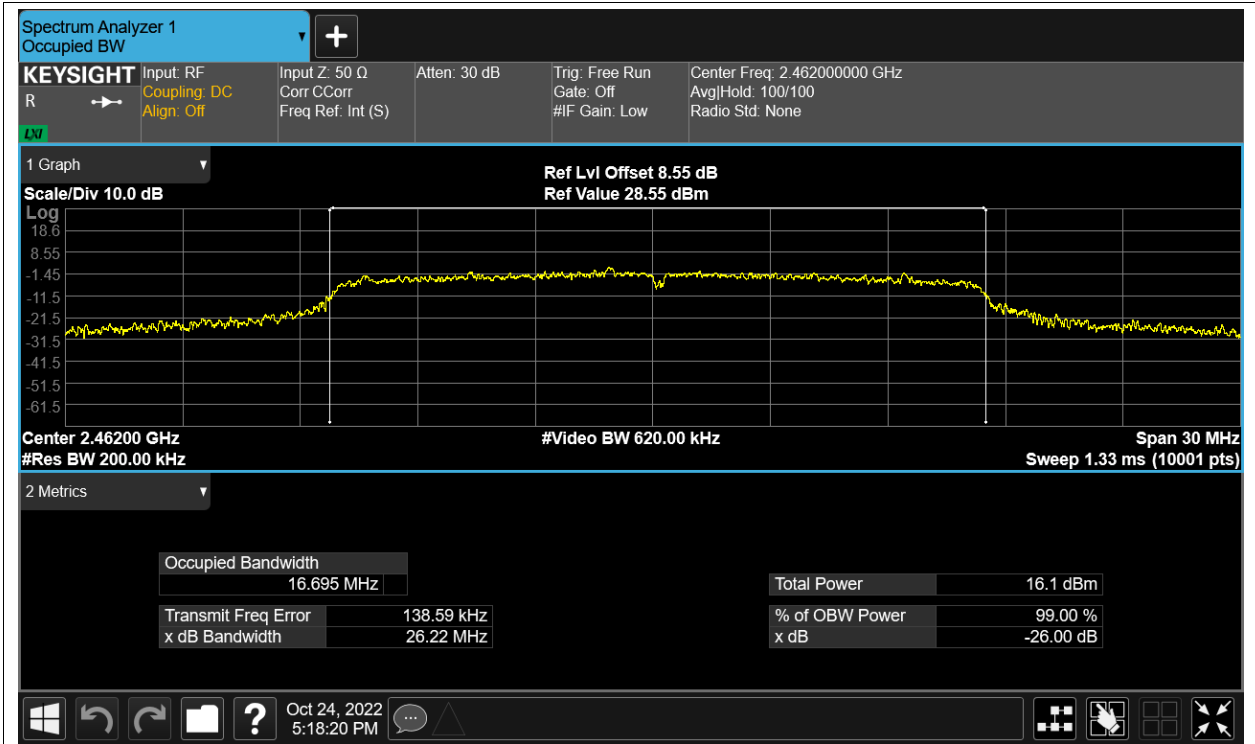 Spectrum Analyzer 1
Occupied BW
KEYSIGHT
R
LXI
Input: RF
Coupling: DC
Align: Off
Input Z: 50 Ω
Corr CCorr
Freq Ref: Int (S)
Atten: 30 dB
Trig: Free Run
Gate: Off
#IF Gain: Low
Center Freq: 2.462000000 GHz
Avg|Hold: 100/100
Radio Std: None
1 Graph
Scale/Div 10.0 dB
Ref Lvl Offset 8.55 dB
Ref Value 28.55 dBm
Log
18.6
8.55
-1.45
-11.5
-21.5
-31.5
-41.5
-51.5
-61.5
Center 2.46200 GHz
#Video BW 620.00 kHz
Span 30 MHz
#Res BW 200.00 kHz
Sweep 1.33 ms (10001 pts)
2 Metrics
Occupied Bandwidth
16.695 MHz
Transmit Freq Error 138.59 kHz
x dB Bandwidth 26.22 MHz
Total Power 16.1 dBm
% of OBW Power 99.00 %
x dB -26.00 dB
?
Oct 24, 2022
5:18:20 PM